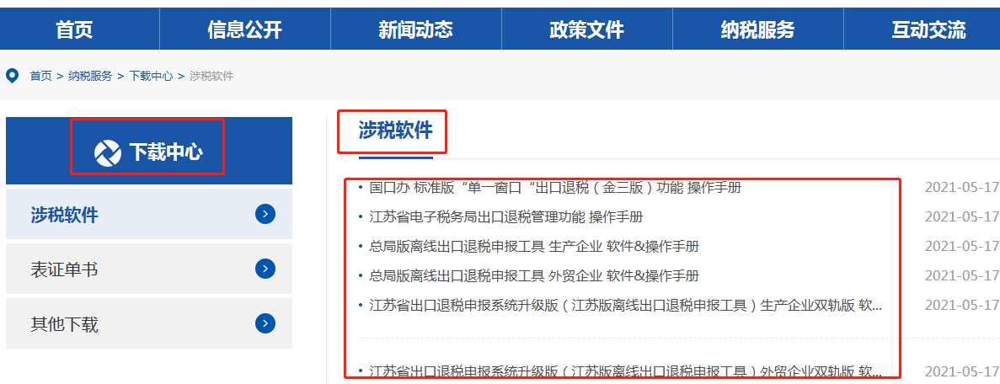 首页 信息公开 新闻动态 政策文件 纳税服务 互动交流
首页 > 纳税服务 > 下载中心 > 涉税软件
下载中心
涉税软件
表证单书
其他下载
涉税软件
国口办 标准版“单一窗口“出口退税（金三版）功能 操作手册 2021-05-17
江苏省电子税务局出口退税管理功能 操作手册 2021-05-17
总局版离线出口退税申报工具 生产企业 软件&操作手册 2021-05-17
总局版离线出口退税申报工具 外贸企业 软件&操作手册 2021-05-17
江苏省出口退税申报系统升级版（江苏版离线出口退税申报工具）生产企业双轨版 软... 2021-05-17
江苏省出口退税申报系统升级版（江苏版离线出口退税申报工具）外贸企业双轨版 软... 2021-05-17